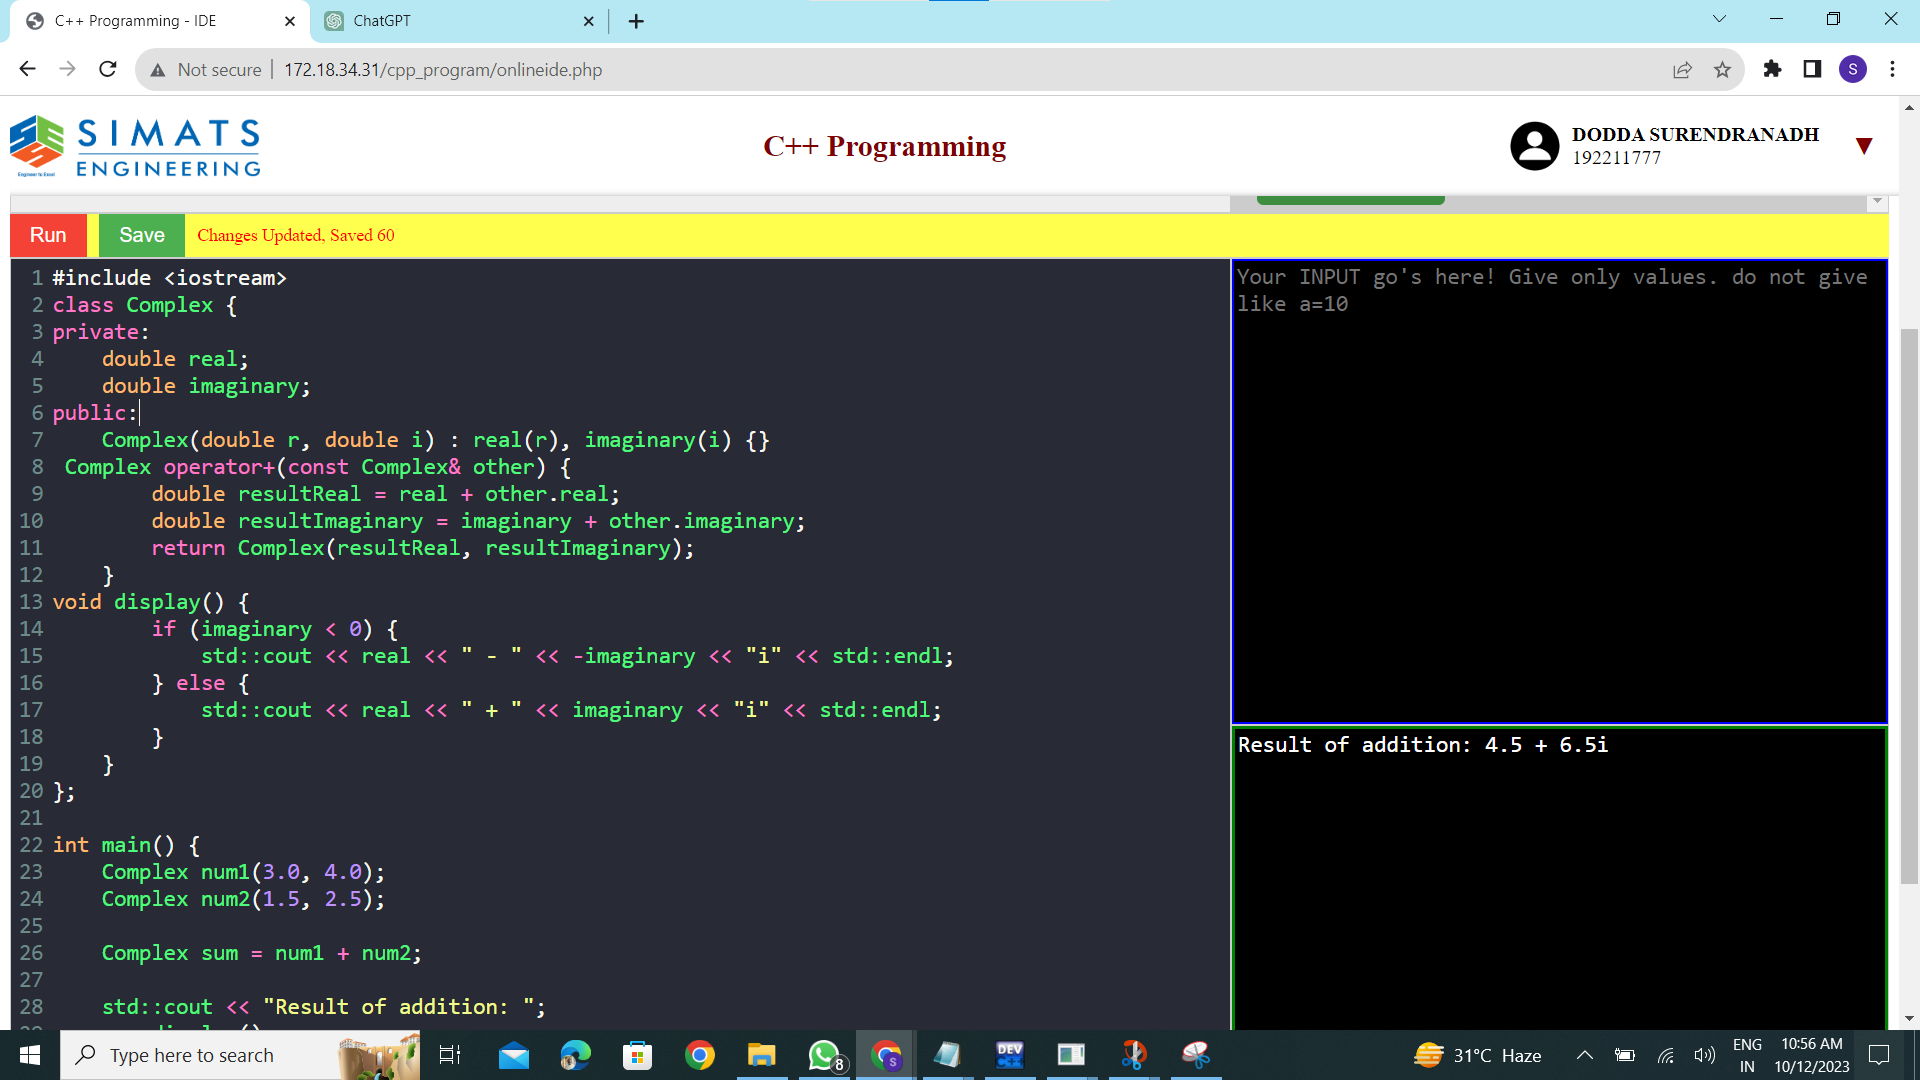 C++ Programming - IDE
ChatGPT
Not secure
172.18.34.31/cpp_program/onlineide.php
S
SIMATS
ENGINEERING
Engineer to Excel
C++ Programming
DODDA SURENDRANADH
192211777
Run
Save
Changes Updated, Saved 60
1 #include <iostream>
2 class Complex {
3 private:
4     double real;
5     double imaginary;
6 public:
7     Complex(double r, double i) : real(r), imaginary(i) {}
8  Complex operator+(const Complex& other) {
9         double resultReal = real + other.real;
10         double resultImaginary = imaginary + other.imaginary;
11         return Complex(resultReal, resultImaginary);
12     }
13 void display() {
14         if (imaginary < 0) {
15             std::cout << real << " - " << -imaginary << "i" << std::endl;
16         } else {
17             std::cout << real << " + " << imaginary << "i" << std::endl;
18         }
19     }
20 };
21
22 int main() {
23     Complex num1(3.0, 4.0);
24     Complex num2(1.5, 2.5);
25
26     Complex sum = num1 + num2;
27
28     std::cout << "Result of addition: ";
Your INPUT go's here! Give only values. do not give
like a=10
Result of addition: 4.5 + 6.5i
Type here to search
8
S
DEV
C++
31°C Haze
ENG
IN
10:56 AM
10/12/2023